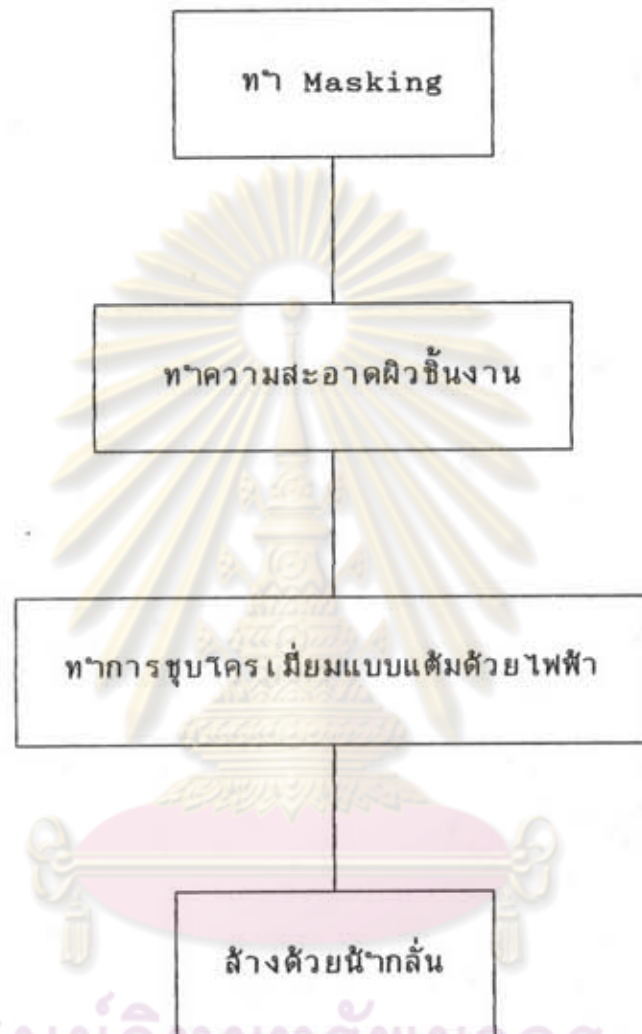 ทำ Masking
ทำความสะอาดผิวชิ้นงาน
ทำการชุบโครเมี่ยมแบบแต้มด้วยไฟฟ้า
ล้างด้วยน้ำกลั่น